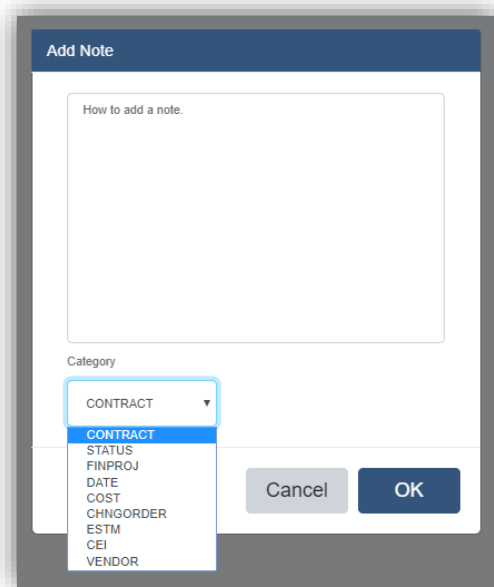 Add Note
How to add a note.
Category
CONTRACT
CONTRACT
STATUS
FINPROJ
DATE
COST
CHNGORDER
ESTM
CEI
VENDOR
Cancel
OK